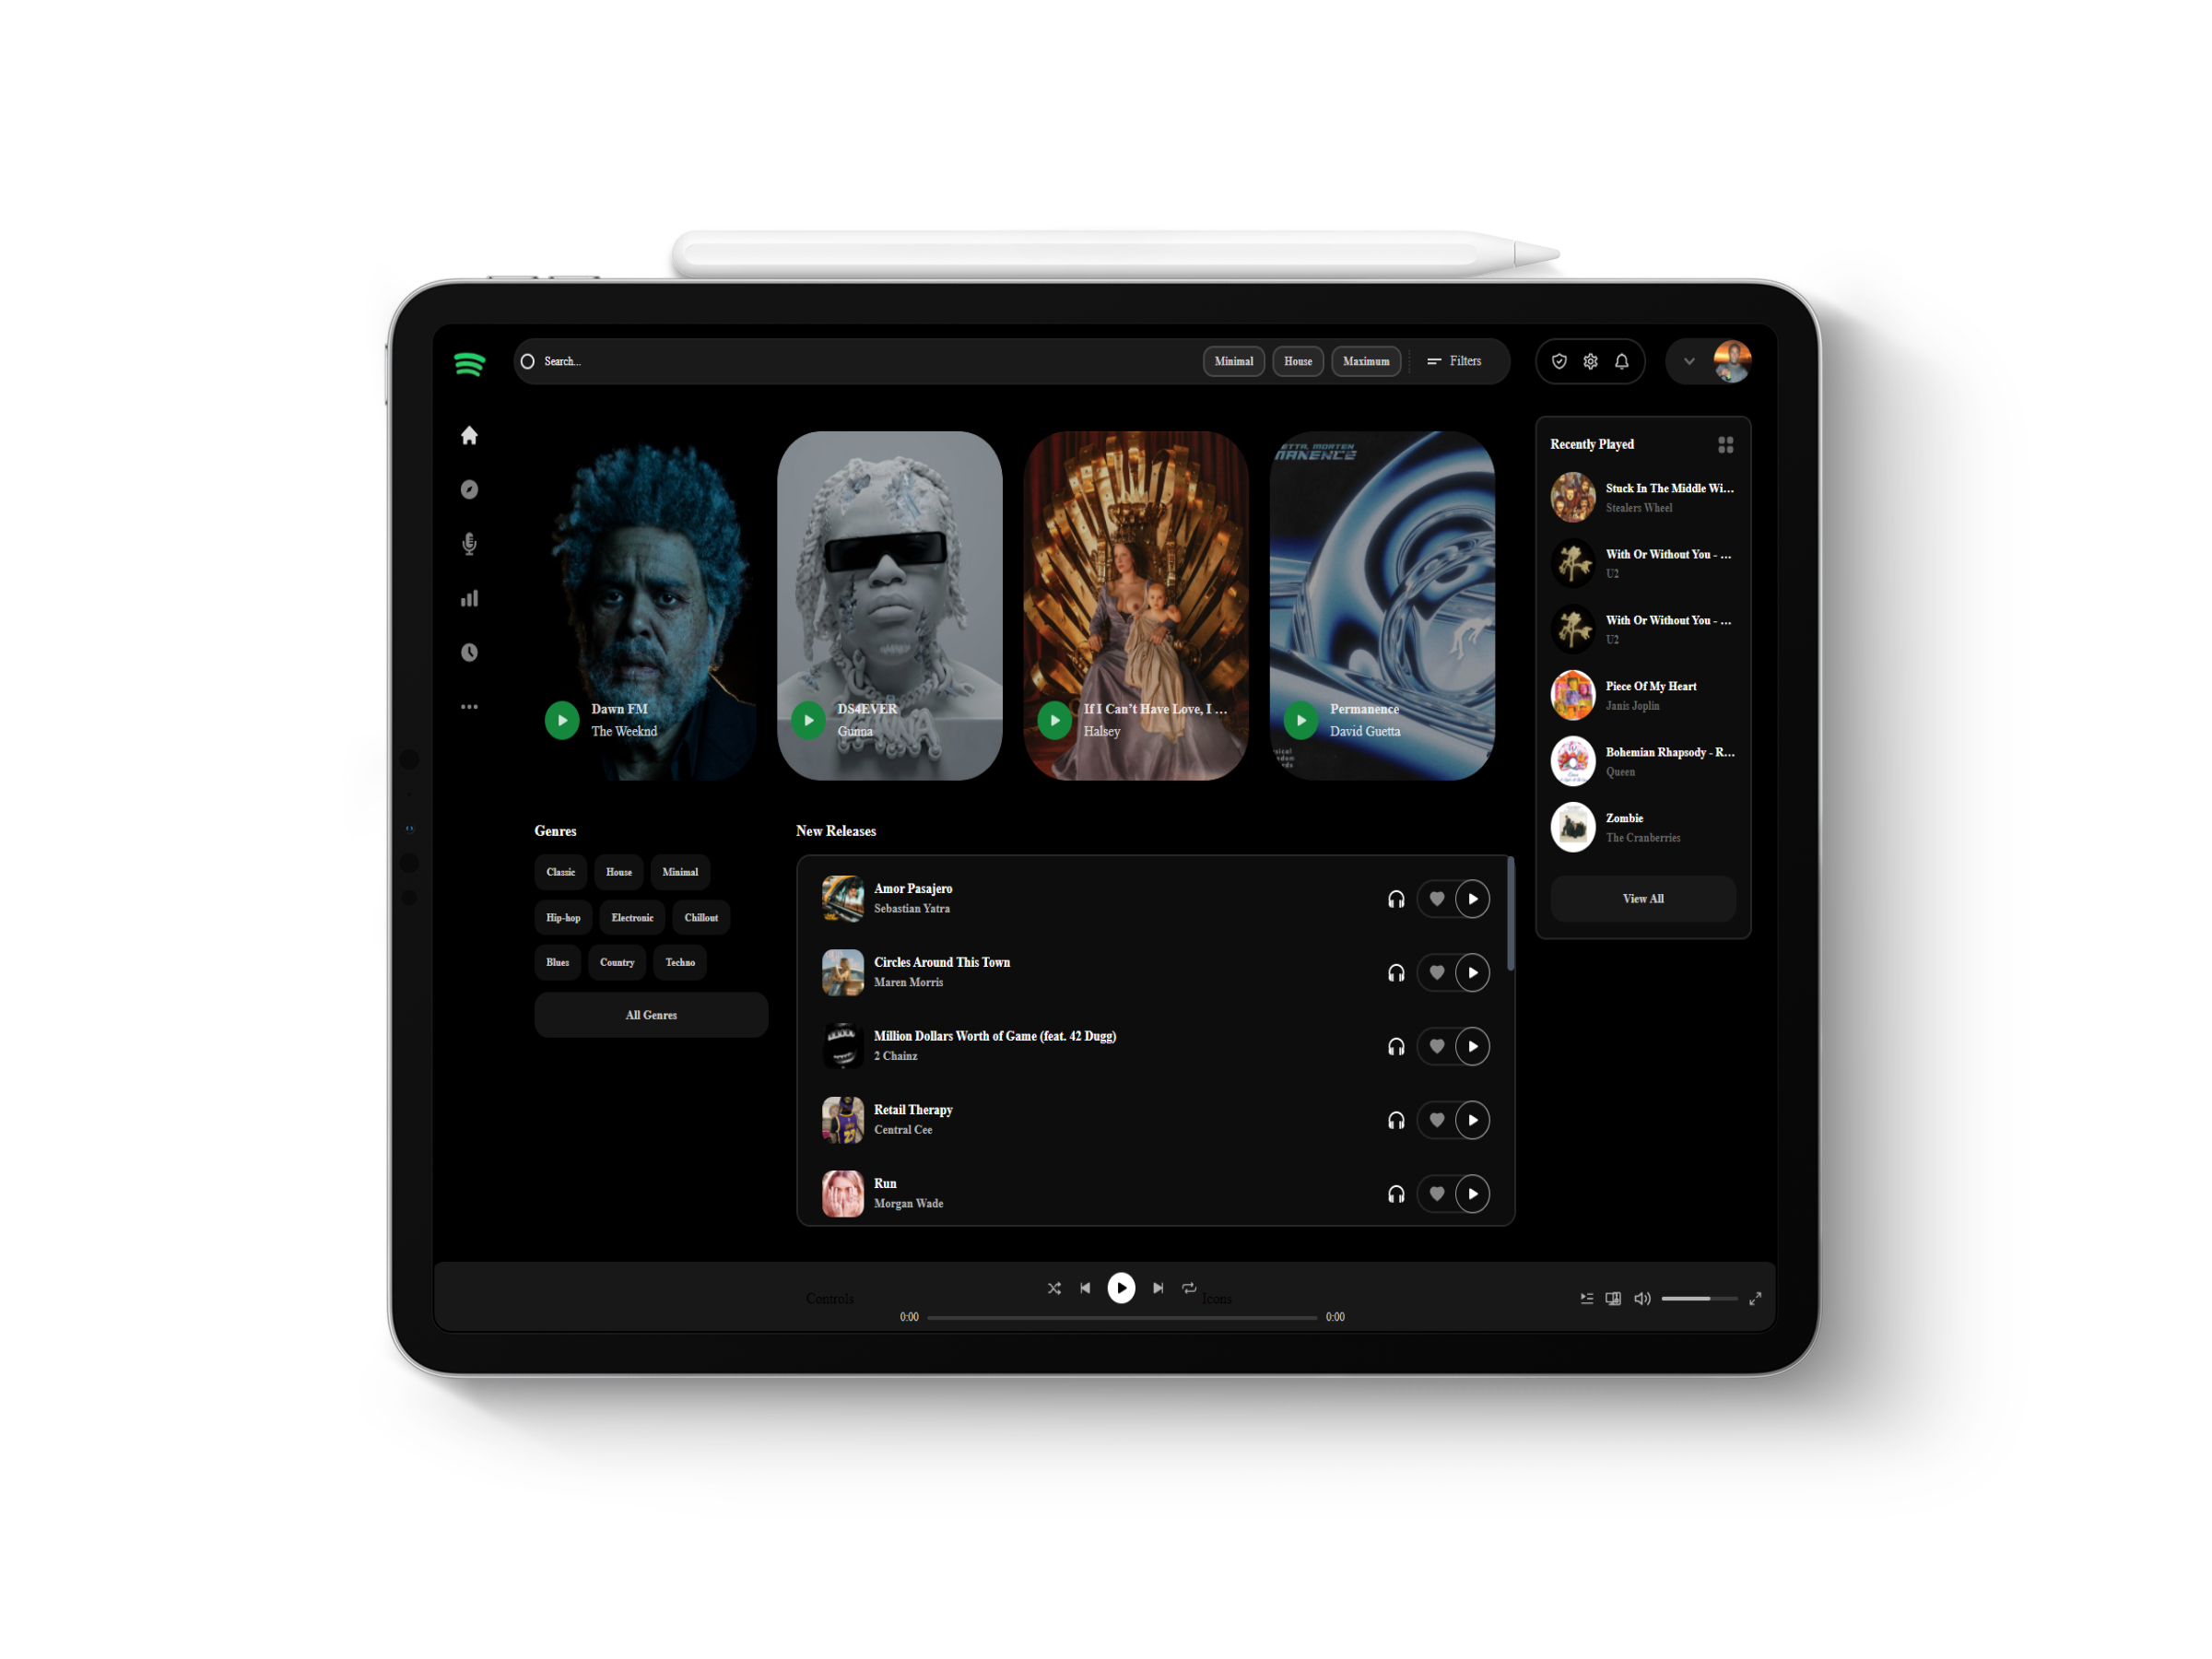 Search...
Minimal
House
Maximum
Filters
ETTA, MORTEN
MANENCE
Dawn FM
The Weeknd
DS4EVER
Gunna
If I Can't Have Love, I ...
Halsey
Permanence
David Guetta
Recently Played
Stuck In The Middle Wi...
Stealers Wheel
With Or Without You - ...
U2
With Or Without You - ...
U2
Piece Of My Heart
Janis Joplin
Bohemian Rhapsody - R...
Queen
Zombie
The Cranberries
View All
Genres
Classic
House
Minimal
Hip-hop
Electronic
Chillout
Blues
Country
Techno
All Genres
New Releases
Amor Pasajero
Sebastian Yatra
Circles Around This Town
Maren Morris
Million Dollars Worth of Game (feat. 42 Dugg)
2 Chainz
Retail Therapy
Central Cee
Run
Morgan Wade
Controls
Icons
0:00
0:00